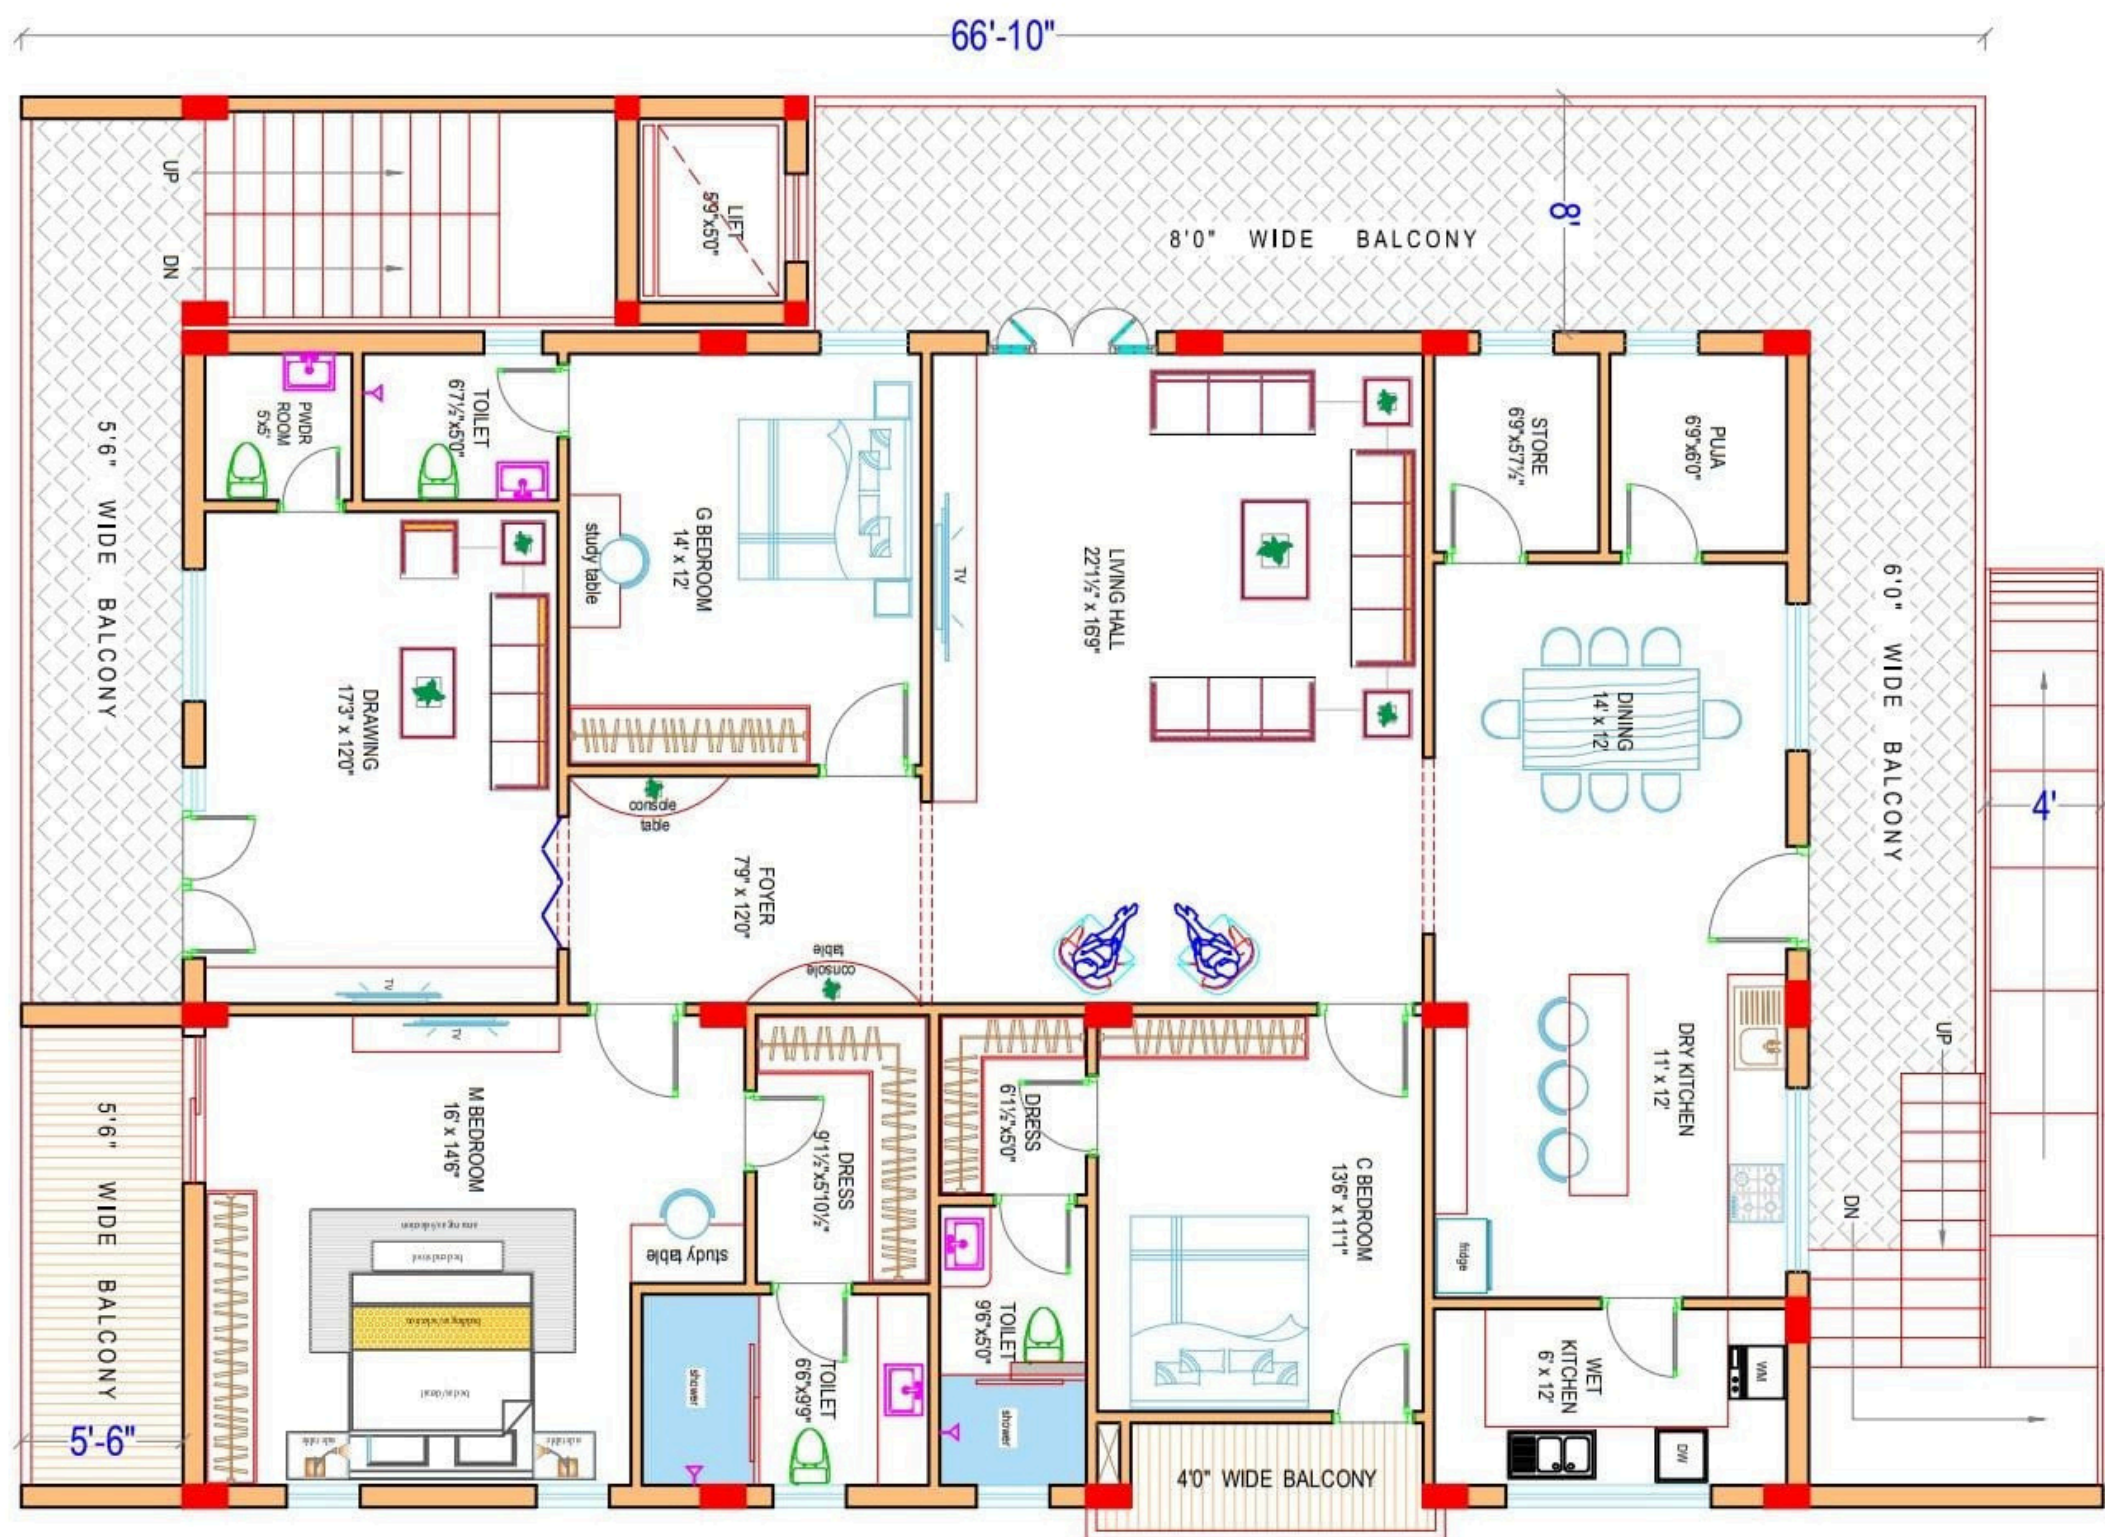 66'-10"
UP
DN
LIFT
5'9"x5'0"
8'0" WIDE BALCONY
8'
5'6" WIDE BALCONY
PWDR
ROOM
5'x5'
TOILET
6'7½"x5'0"
G BEDROOM
14' x 12'
study table
TV
LIVING HALL
22'1½" x 16'9"
STORE
6'9"x5'7½"
PUJA
6'9"x6'0"
6'0" WIDE BALCONY
DRAWING
17'3" x 12'0"
DINING
14' x 12'
4'
console
table
FOYER
7'9" x 12'0"
console
table
TV
TV
M BEDROOM
16' x 14'6"
DRESS
9'1½"x5'10½"
DRESS
6'1½"x5'0"
C BEDROOM
13'6" x 11'1"
DRY KITCHEN
11' x 12'
UP
DN
5'6" WIDE BALCONY
study table
fridge
shower
TOILET
6'6"x9'9"
TOILET
9'6"x5'0"
shower
WET
KITCHEN
6' x 12'
WM
DW
5'-6"
side table
side table
4'0" WIDE BALCONY